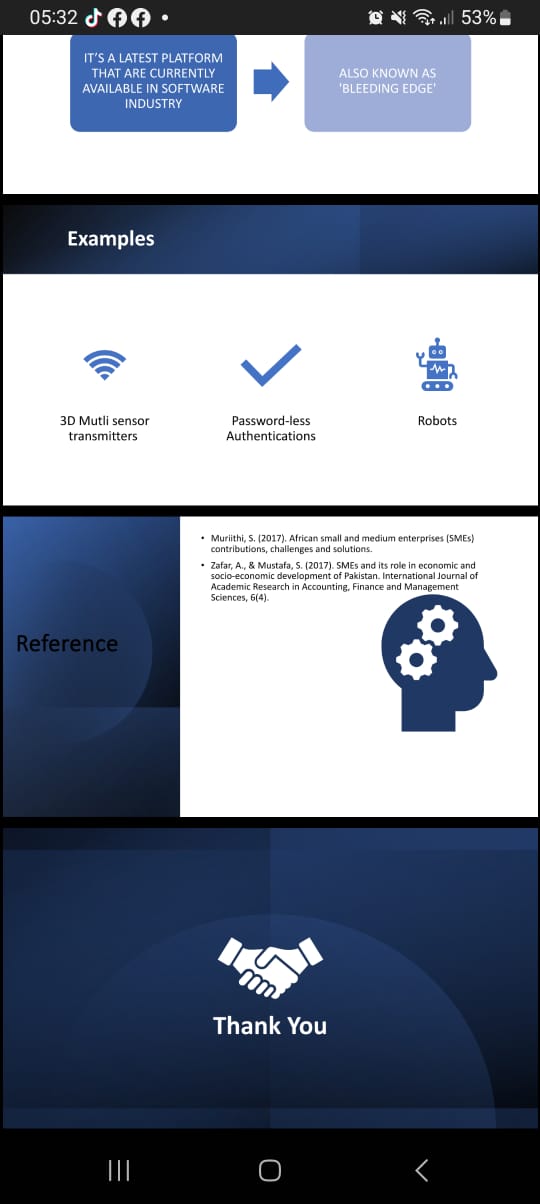 05:32
53%
IT'S A LATEST PLATFORM
THAT ARE CURRENTLY
AVAILABLE IN SOFTWARE
INDUSTRY
ALSO KNOWN AS
'BLEEDING EDGE'
Examples
3D Mutli sensor
transmitters
Password-less
Authentications
Robots
Reference
• Muriithi, S. (2017). African small and medium enterprises (SMEs)
contributions, challenges and solutions.
• Zafar, A., & Mustafa, S. (2017). SMEs and its role in economic and
socio-economic development of Pakistan. International Journal of
Academic Research in Accounting, Finance and Management
Sciences, 6(4).
Thank You